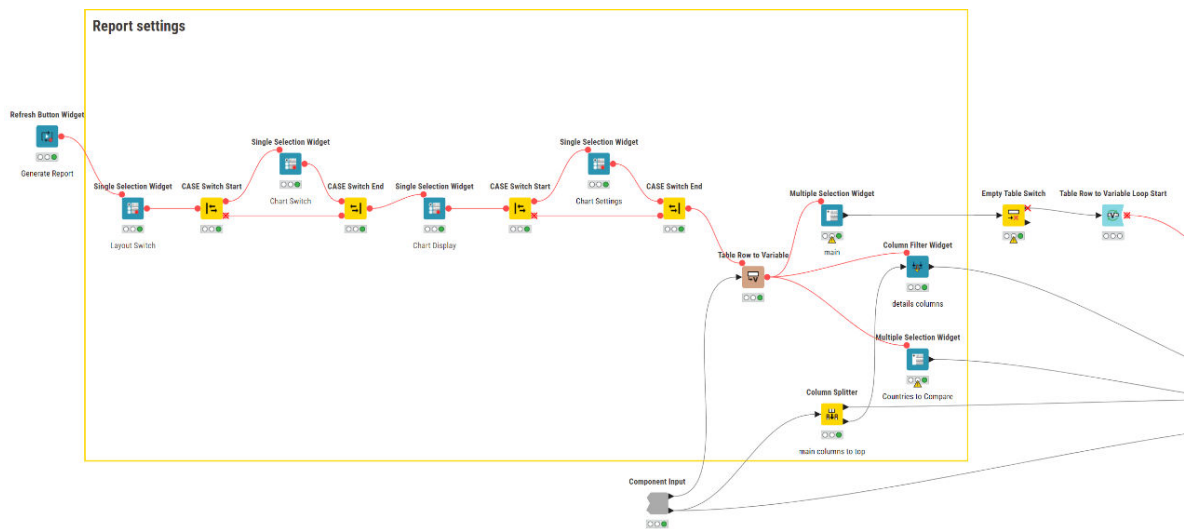 Report settings
Refresh Button Widget
Generate Report
Single Selection Widget
Layout Switch
CASE Switch Start
Single Selection Widget
Chart Switch
CASE Switch End
Single Selection Widget
Chart Display
CASE Switch Start
Single Selection Widget
Chart Settings
CASE Switch End
Table Row to Variable
Multiple Selection Widget
main
Empty Table Switch
Table Row to Variable Loop Start
Column Filter Widget
details columns
Multiple Selection Widget
Countries to Compare
Column Splitter
main columns to top
Component Input